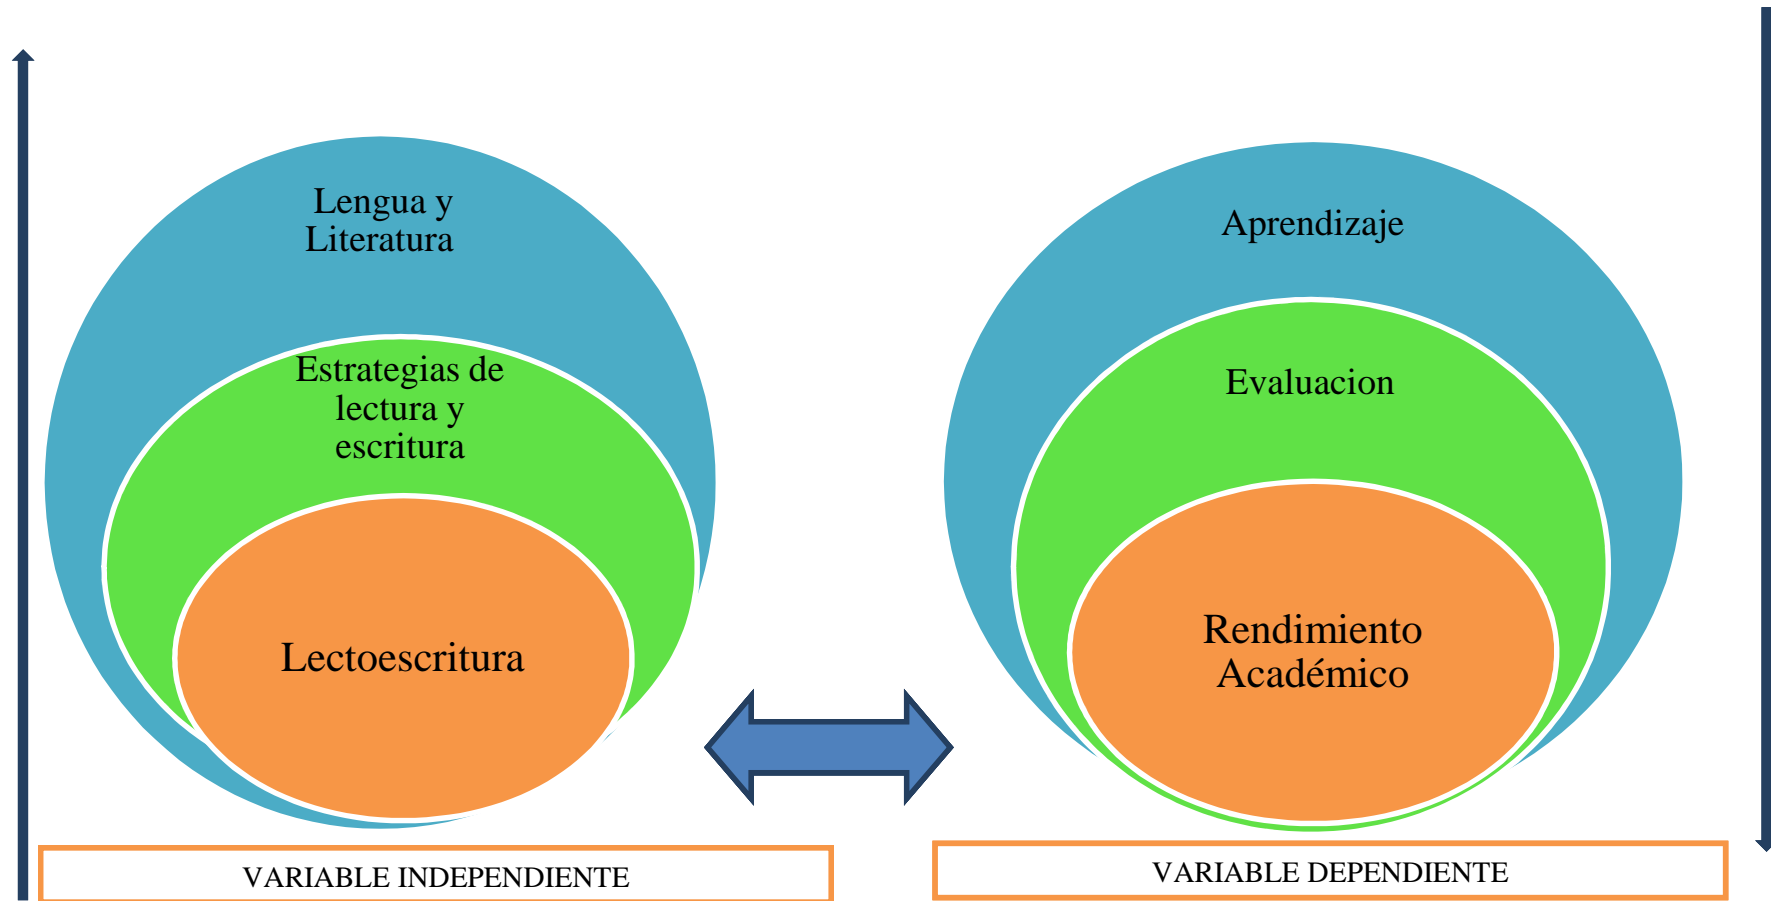 Lengua y
Literatura
Estrategias de
lectura y
escritura
Lectoescritura
VARIABLE INDEPENDIENTE
Aprendizaje
Evaluacion
Rendimiento
Académico
VARIABLE DEPENDIENTE